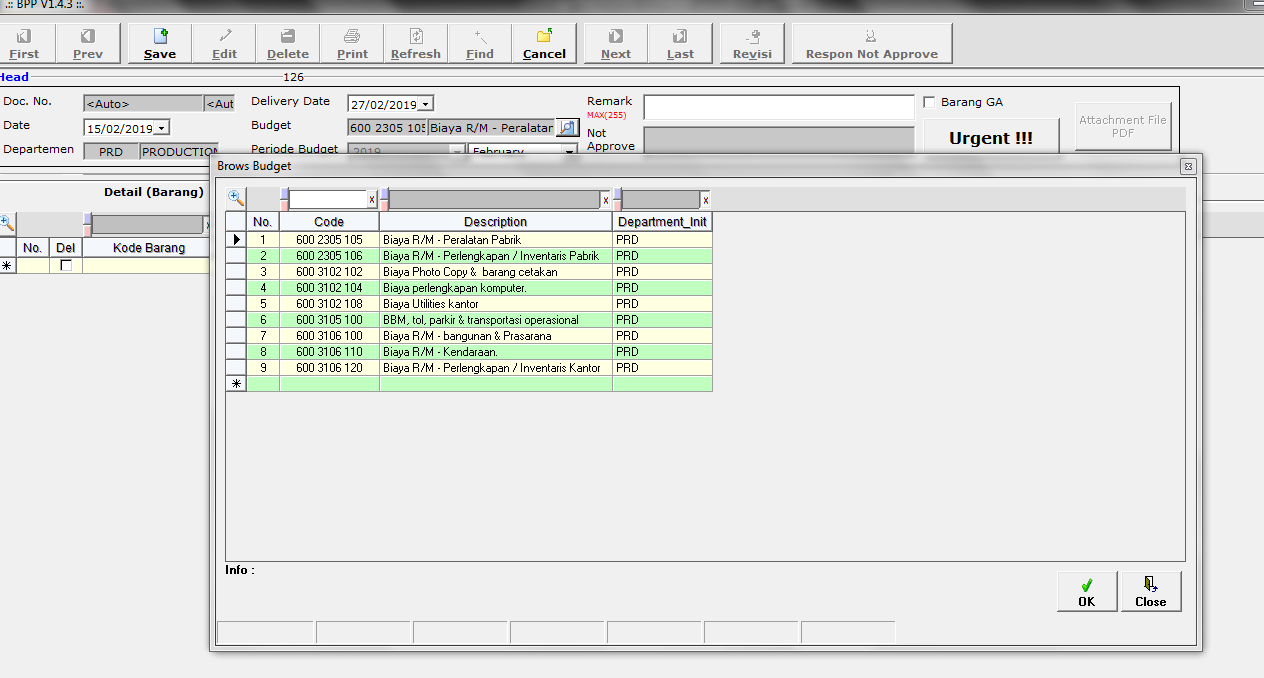 .:: BPP V1.4.3 ::.
First Prev Save Edit Delete Print Refresh Find Cancel Next Last Revisi Respon Not Approve
Head 126
Doc. No. <Auto> <Aut Delivery Date 27/02/2019 Remark Barang GA
MAX(255)
Date 15/02/2019 Budget 600 2305 105 Biaya R/M - Peralatar Not Approve Urgent !!! Attachment File PDF
Departemen PRD PRODUCTION Periode Budget 2019 February
Brows Budget
Detail (Barang)
No. Del Kode Barang
No. Code Description Department_Init
1 600 2305 105 Biaya R/M - Peralatan Pabrik PRD
2 600 2305 106 Biaya R/M - Perlengkapan / Inventaris Pabrik PRD
3 600 3102 102 Biaya Photo Copy & barang cetakan PRD
4 600 3102 104 Biaya perlengkapan komputer. PRD
5 600 3102 108 Biaya Utilities kantor PRD
6 600 3105 100 BBM, tol, parkir & transportasi operasional PRD
7 600 3106 100 Biaya R/M - bangunan & Prasarana PRD
8 600 3106 110 Biaya R/M - Kendaraan. PRD
9 600 3106 120 Biaya R/M - Perlengkapan / Inventaris Kantor PRD
Info :
OK Close